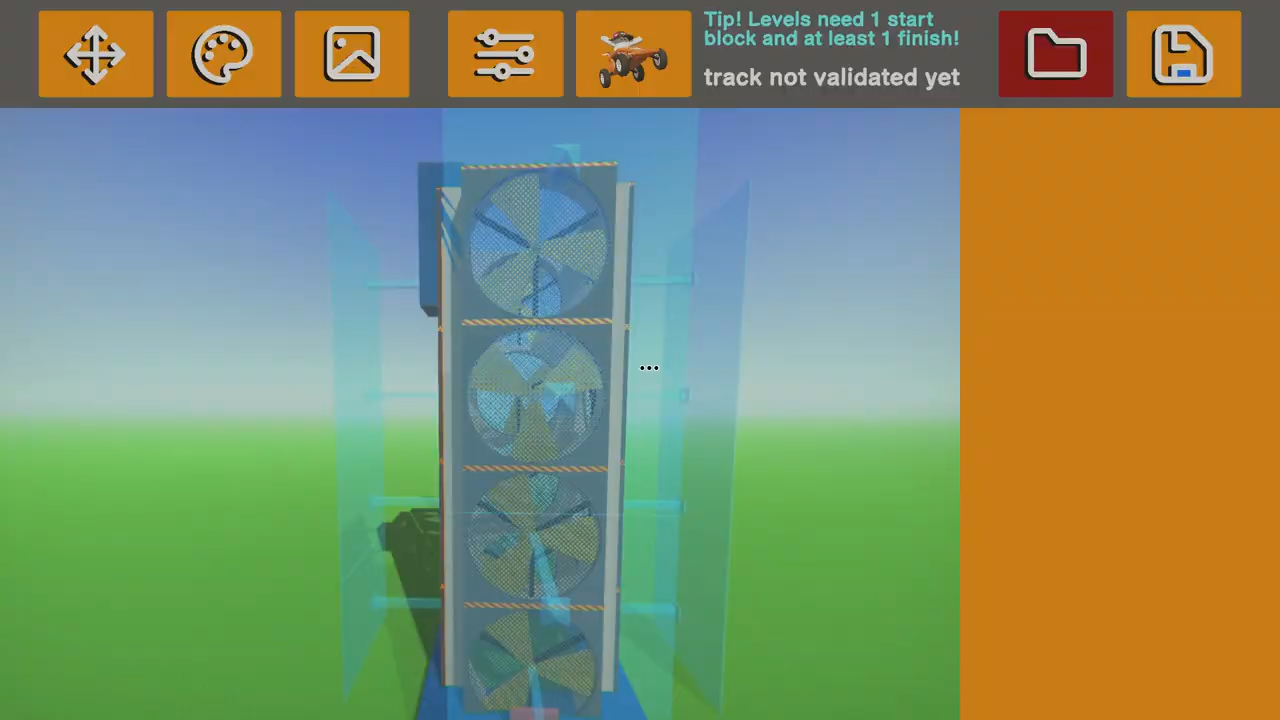 Tip! Levels need 1 start
block and at least 1 finish!
track not validated yet